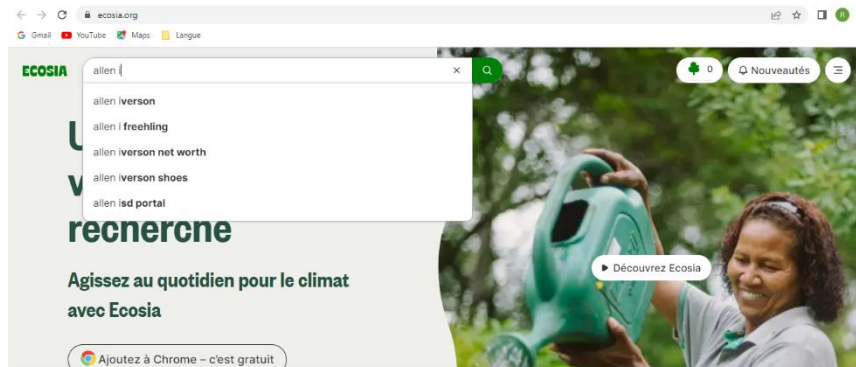 ecosia.org
R
G Gmail YouTube Maps Langue
ECOSIA
allen i
0
Nouveautés
allen iverson
allen i freehling
allen iverson net worth
allen iverson shoes
allen isd portal
U
v
recherche
Découvrez Ecosia
Agissez au quotidien pour le climat
avec Ecosia
Ajoutez à Chrome – c'est gratuit